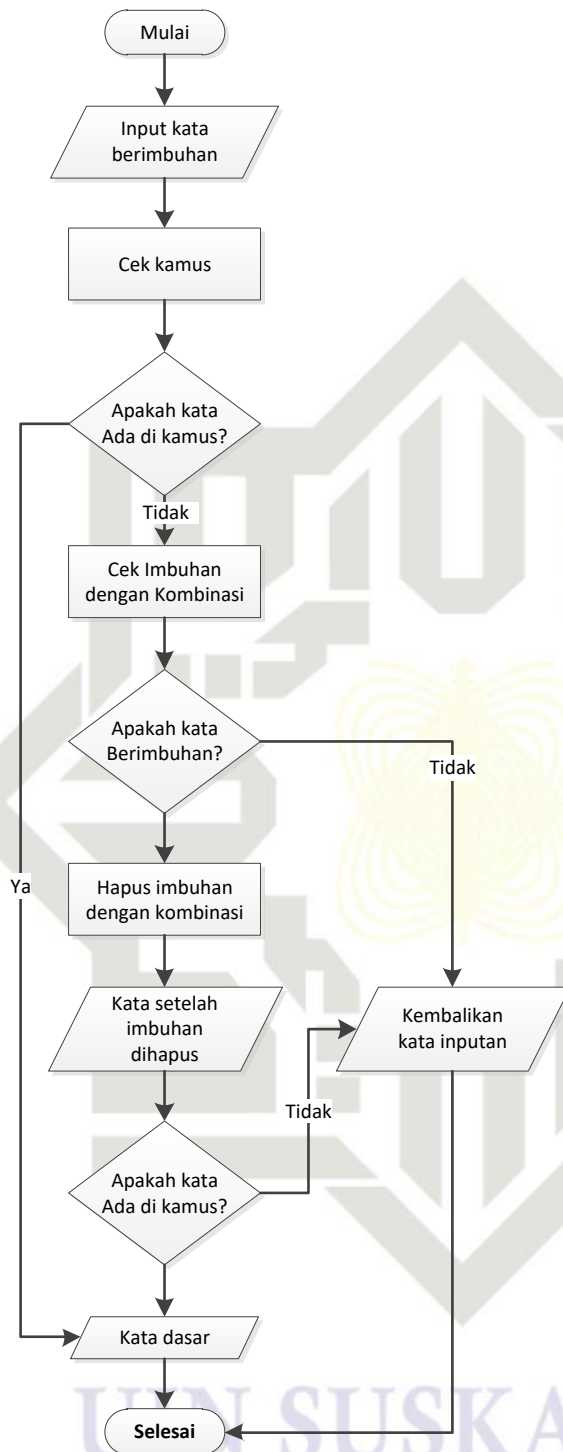 Mulai
Input kata
berimbuhan
Cek kamus
Apakah kata
Ada di kamus?
Tidak
Cek Imbuhan
dengan Kombinasi
Apakah kata
Berimbuhan?
Tidak
Ya
Hapus imbuhan
dengan kombinasi
Kata setelah
imbuhan
dihapus
Kembalikan
kata inputan
Tidak
Apakah kata
Ada di kamus?
Kata dasar
Selesai
UIN SUSKA